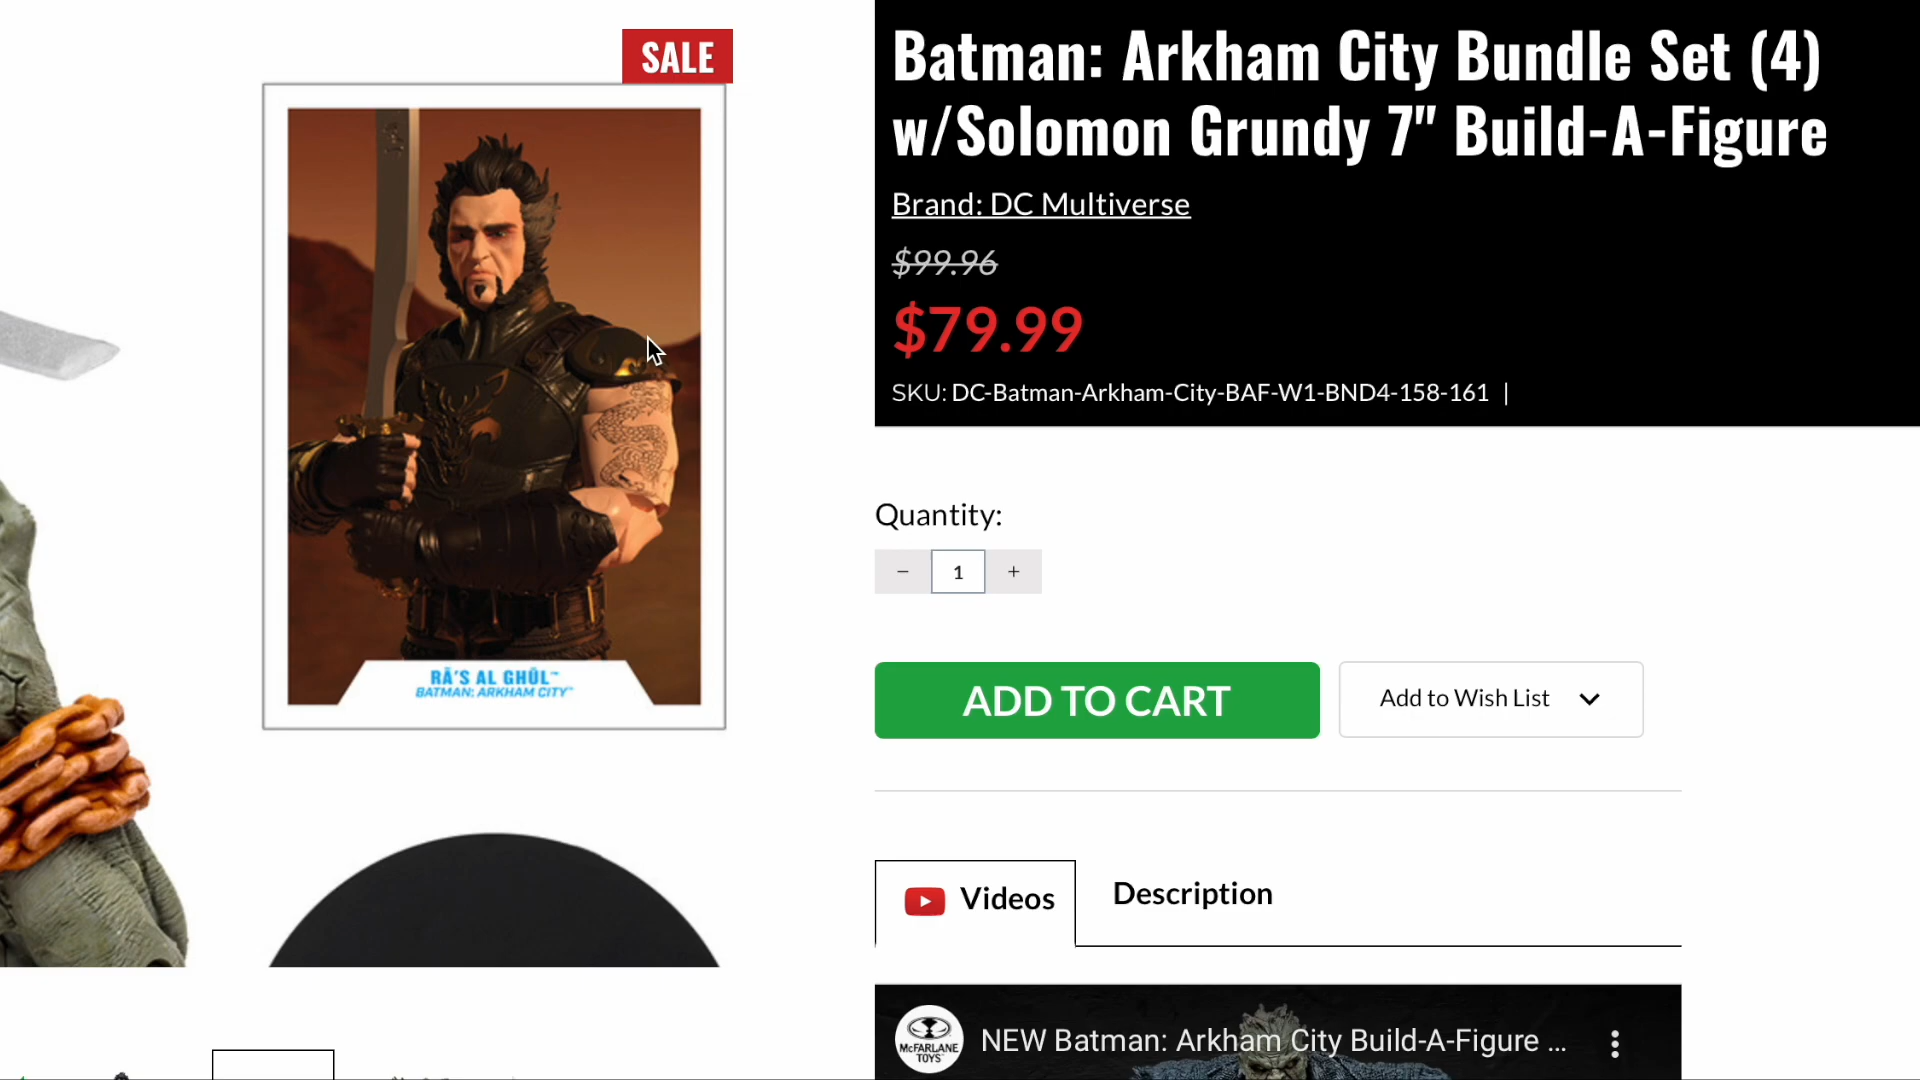 SALE
Batman: Arkham City Bundle Set (4)
w/Solomon Grundy 7" Build-A-Figure
Brand: DC Multiverse
$99.96
$79.99
SKU: DC-Batman-Arkham-City-BAF-W1-BND4-158-161 |
RĀ'S AL GHŪL™
BATMAN: ARKHAM CITY™
Quantity:
− 1 +
ADD TO CART
Add to Wish List
Videos
Description
McFARLANE
TOYS
NEW Batman: Arkham City Build-A-Figure ...